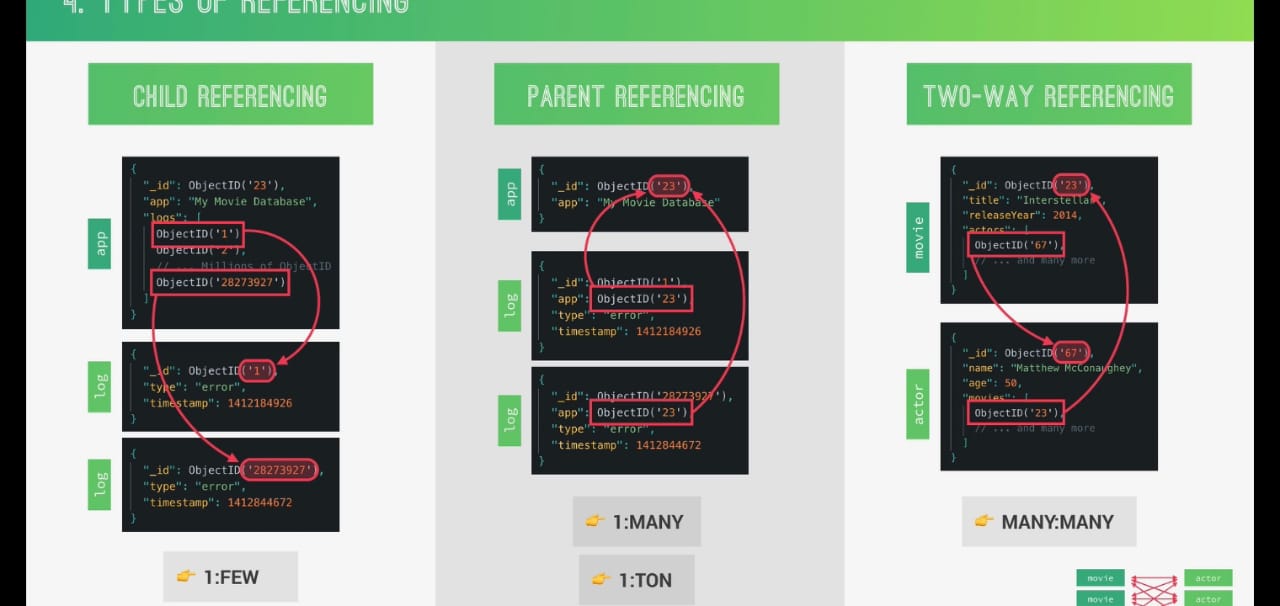 4. TYPES OF REFERENCING
CHILD REFERENCING
app
{
"_id": ObjectID('23'),
"app": "My Movie Database",
"logs": [
ObjectID('1'),
ObjectID('2'),
// ... Millions of ObjectID
ObjectID('28273927')
]
}
log
{
"_id": ObjectID('1'),
"type": "error",
"timestamp": 1412184926
}
log
{
"_id": ObjectID('28273927'),
"type": "error",
"timestamp": 1412844672
}
👉 1:FEW
PARENT REFERENCING
app
{
"_id": ObjectID('23'),
"app": "My Movie Database"
}
log
{
"_id": ObjectID('1'),
"app": ObjectID('23'),
"type": "error",
"timestamp": 1412184926
}
log
{
"_id": ObjectID('28273927'),
"app": ObjectID('23'),
"type": "error",
"timestamp": 1412844672
}
👉 1:MANY
👉 1:TON
TWO-WAY REFERENCING
movie
{
"_id": ObjectID('23'),
"title": "Interstellar",
"releaseYear": 2014,
"actors": [
ObjectID('67'),
// ... and many more
]
}
actor
{
"_id": ObjectID('67'),
"name": "Matthew McConaughey",
"age": 50,
"movies": [
ObjectID('23'),
// ... and many more
]
}
👉 MANY:MANY
movie actor
movie actor